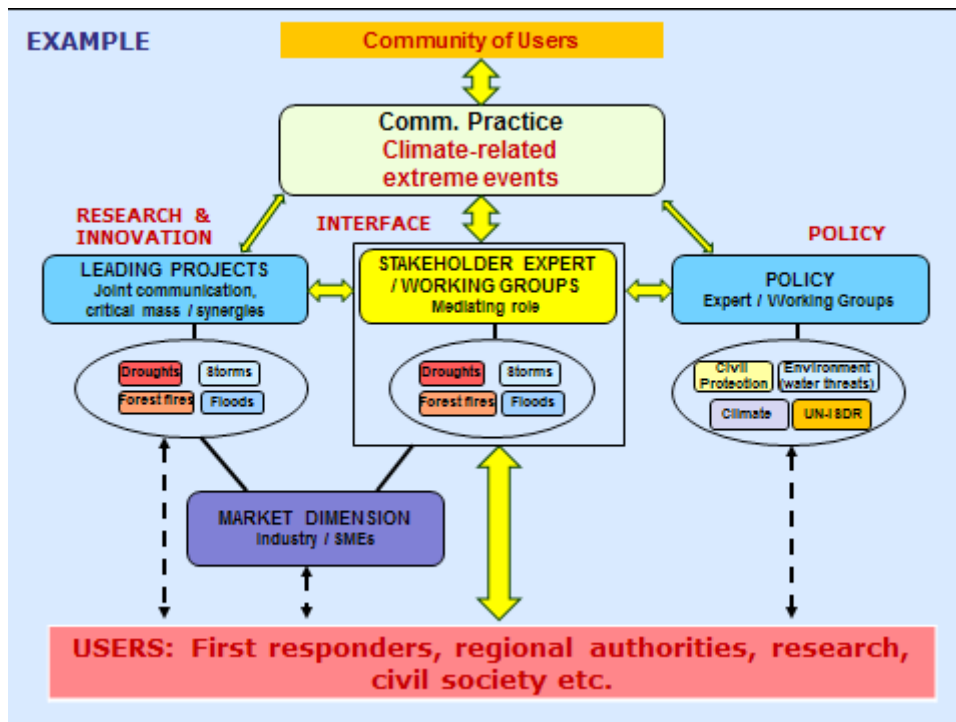 EXAMPLE
Community of Users
Comm. Practice
Climate-related
extreme events
RESEARCH &
INNOVATION
INTERFACE
POLICY
LEADING PROJECTS
Joint communication,
critical mass / synergies
STAKEHOLDER EXPERT
/ WORKING GROUPS
Mediating role
POLICY
Expert / Working Groups
Droughts
Storms
Forest fires
Floods
Droughts
Storms
Forest fires
Floods
Civil
Protection
Environment
(water threats)
Climate
UN-ISDR
MARKET DIMENSION
Industry / SMEs
USERS: First responders, regional authorities, research,
civil society etc.